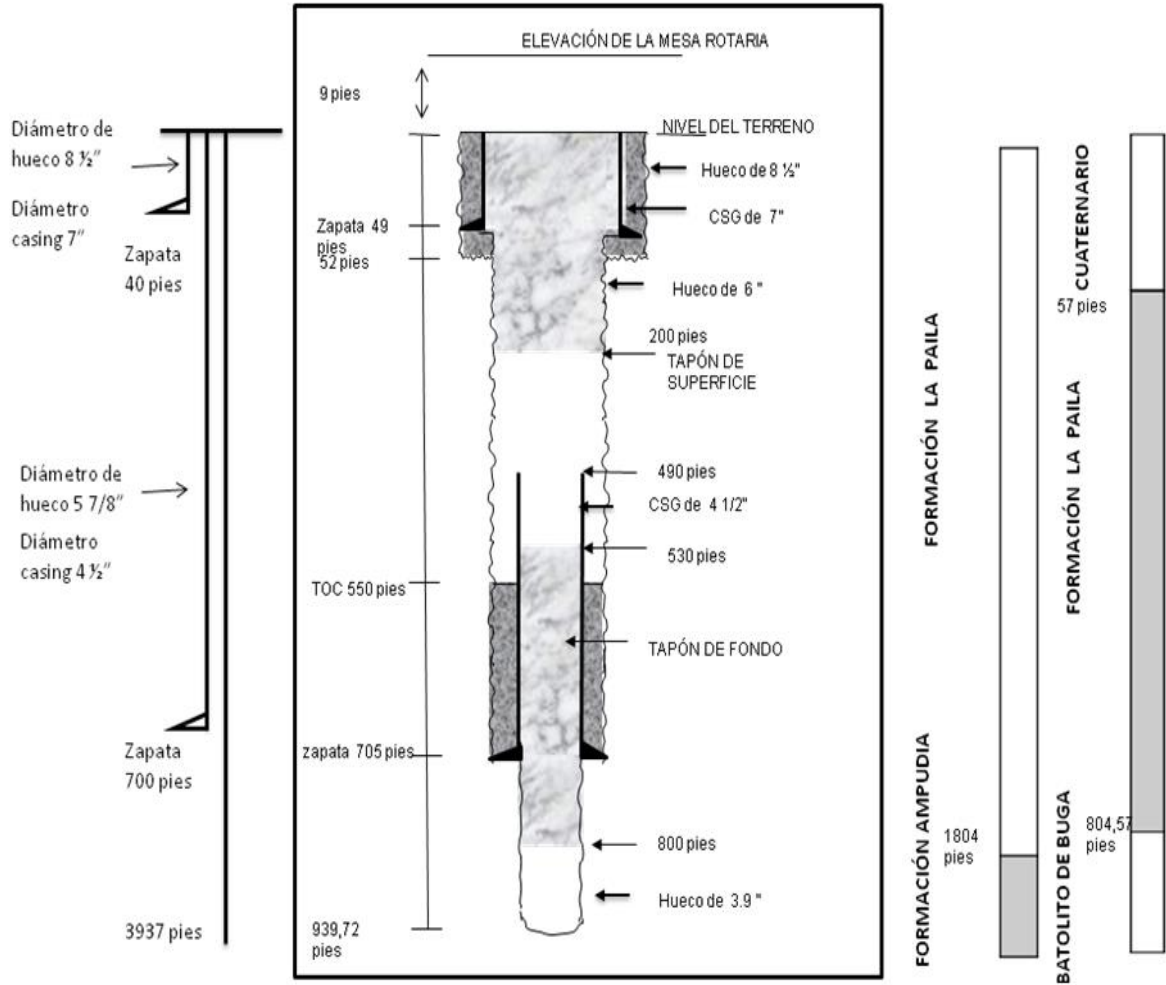 ELEVACIÓN DE LA MESA ROTARIA
9 pies
NIVEL DEL TERRENO
Diámetro de
hueco 8 ½”
Diámetro
casing 7”
Zapata
40 pies
Diámetro de
hueco 5 7/8”
Diámetro
casing 4 ½”
Zapata
700 pies
3937 pies
Hueco de 8 ½"
CSG de 7"
Zapata 49
pies
52 pies
Hueco de 6 "
200 pies
TAPÓN DE
SUPERFICIE
490 pies
CSG de 4 1/2"
530 pies
TOC 550 pies
TAPÓN DE FONDO
zapata 705 pies
800 pies
Hueco de 3.9 "
939,72
pies
FORMACIÓN LA PAILA
FORMACIÓN AMPUDIA
1804
pies
CUATERNARIO
57 pies
FORMACIÓN LA PAILA
BATOLITO DE BUGA
804,57
pies